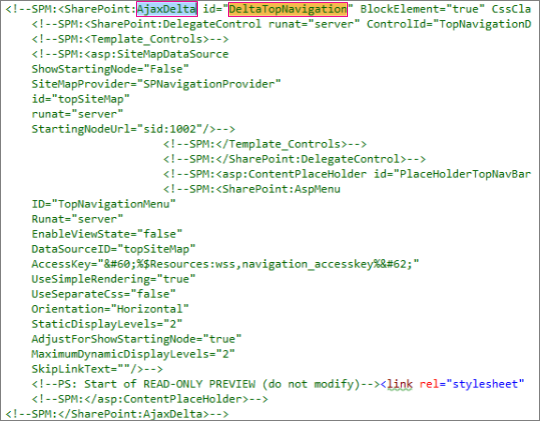 <!--SPM:<SharePoint:AjaxDelta id="DeltaTopNavigation" BlockElement="true" CssCla
<!--SPM:<SharePoint:DelegateControl runat="server" ControlId="TopNavigationD
<!--SPM:<Template_Controls>-->
<!--SPM:<asp:SiteMapDataSource
ShowStartingNode="False"
SiteMapProvider="SPNavigationProvider"
id="topSiteMap"
runat="server"
StartingNodeUrl="sid:1002"/>-->
<!--SPM:</Template_Controls>-->
<!--SPM:</SharePoint:DelegateControl>-->
<!--SPM:<asp:ContentPlaceHolder id="PlaceHolderTopNavBar
<!--SPM:<SharePoint:AspMenu
ID="TopNavigationMenu"
Runat="server"
EnableViewState="false"
DataSourceID="topSiteMap"
AccessKey="&#60;%$Resources:wss,navigation_accesskey%&#62;"
UseSimpleRendering="true"
UseSeparateCss="false"
Orientation="Horizontal"
StaticDisplayLevels="2"
AdjustForShowStartingNode="true"
MaximumDynamicDisplayLevels="2"
SkipLinkText=""/>-->
<!--PS: Start of READ-ONLY PREVIEW (do not modify)--><link rel="stylesheet"
<!--SPM:</asp:ContentPlaceHolder>-->
<!--SPM:</SharePoint:AjaxDelta>-->